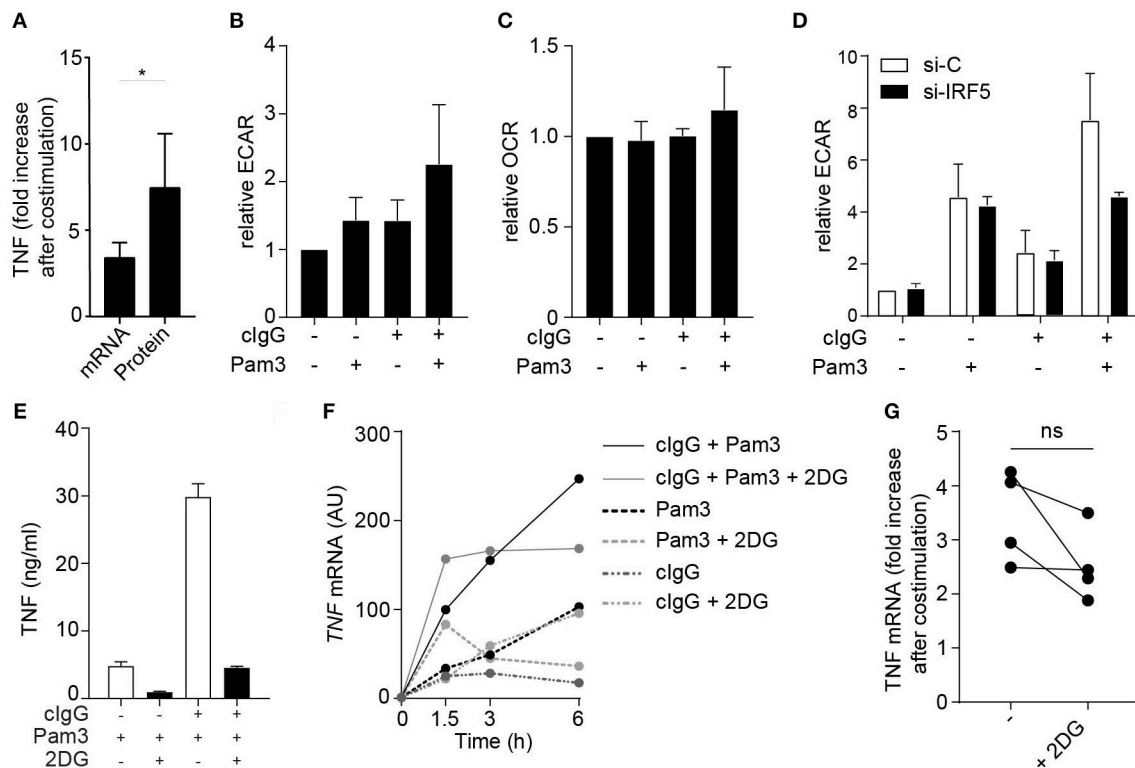 A
TNF (fold increase
after costimulation)
15
10
5
0
*
mRNA
Protein
B
relative ECAR
4
3
2
1
0
cIgG - - + +
Pam3 - + - +
C
relative OCR
1.5
1.0
0.5
0.0
cIgG - - + +
Pam3 - + - +
D
relative ECAR
10
8
6
4
2
0
si-C
si-IRF5
cIgG - - + +
Pam3 - + - +
E
TNF (ng/ml)
40
30
20
10
0
cIgG - - + +
Pam3 + + + +
2DG - + - +
F
F
TNF mRNA (AU)
300
200
100
0
0 1.5 3 6
Time (h)
cIgG + Pam3
cIgG + Pam3 + 2DG
Pam3
Pam3 + 2DG
cIgG
cIgG + 2DG
G
TNF mRNA (fold increase
after costimulation)
5
4
3
2
1
0
ns
-
+ 2DG